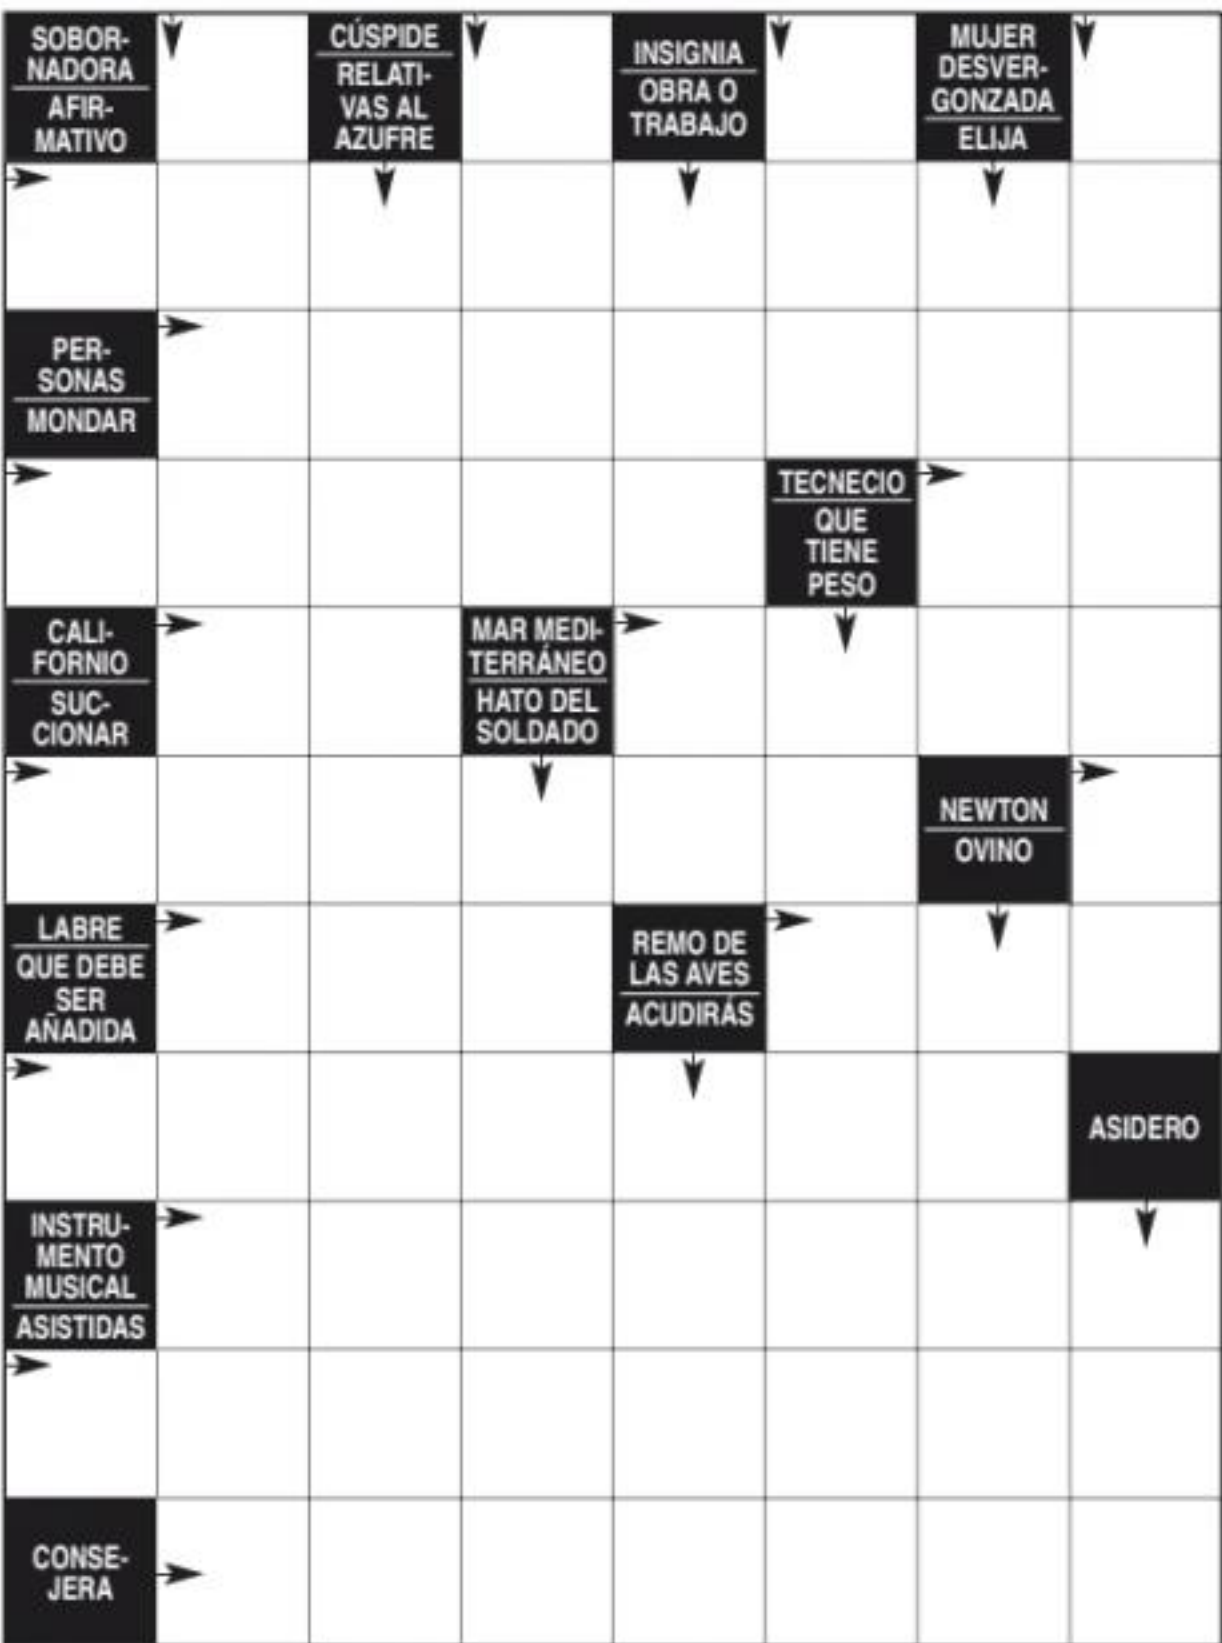 SOBOR-
NADORA
AFIR-
MATIVO
CÚSPIDE
RELATI-
VAS AL
AZUFRE
INSIGNIA
OBRA O
TRABAJO
MUJER
DESVER-
GONZADA
ELIJA
PER-
SONAS
MONDAR
TECNECIO
QUE
TIENE
PESO
CALI-
FORNIO
SUC-
CIONAR
MAR MEDI-
TERRÁNEO
HATO DEL
SOLDADO
NEWTON
OVINO
LABRE
QUE DEBE
SER
AÑADIDA
REMO DE
LAS AVES
ACUDIRÁS
ASIDERO
INSTRU-
MENTO
MUSICAL
ASISTIDAS
CONSE-
JERA